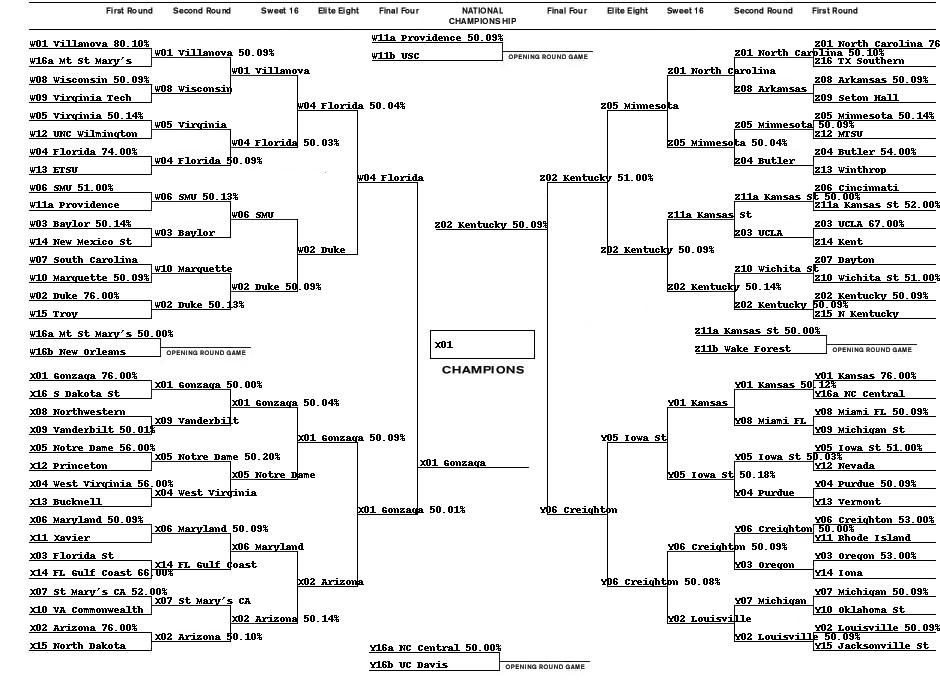 First Round Second Round Sweet 16 Elite Eight Final Four NATIONAL CHAMPIONSHIP Final Four Elite Eight Sweet 16 Second Round First Round
W01 Villanova 80.10%
W16a Mt St Mary's
W08 Wisconsin 50.09%
W09 Virginia Tech
W05 Virginia 50.14%
W12 UNC Wilmington
W04 Florida 74.00%
W13 ETSU
W06 SMU 51.00%
W11a Providence
W03 Baylor 50.14%
W14 New Mexico St
W07 South Carolina
W10 Marquette 50.09%
W02 Duke 76.00%
W15 Troy
W16a Mt St Mary's 50.00%
W16b New Orleans
OPENING ROUND GAME
W01 Villanova 50.09%
W08 Wisconsin
W05 Virginia
W04 Florida 50.09%
W06 SMU 50.13%
W03 Baylor
W10 Marquette
W02 Duke 50.13%
W01 Villanova
W04 Florida 50.03%
W06 SMU
W02 Duke 50.09%
W04 Florida 50.04%
W02 Duke
W04 Florida
W11a Providence 50.09%
W11b USC
OPENING ROUND GAME
X01 Gonzaga 76.00%
X16 S Dakota St
X08 Northwestern
X09 Vanderbilt 50.01%
X05 Notre Dame 56.00%
X12 Princeton
X04 West Virginia 56.00%
X13 Bucknell
X06 Maryland 50.09%
X11 Xavier
X03 Florida St
X14 FL Gulf Coast 66.00%
X07 St Mary's CA 52.00%
X10 VA Commonwealth
X02 Arizona 76.00%
X15 North Dakota
X01 Gonzaga 50.00%
X09 Vanderbilt
X05 Notre Dame 50.20%
X04 West Virginia
X06 Maryland 50.09%
X14 FL Gulf Coast
X07 St Mary's CA
X02 Arizona 50.10%
X01 Gonzaga 50.04%
X05 Notre Dame
X06 Maryland
X02 Arizona 50.14%
X01 Gonzaga 50.09%
X02 Arizona
X01 Gonzaga 50.01%
Z02 Kentucky 50.09%
X01
CHAMPIONS
X01 Gonzaga
Y16a NC Central 50.00%
Y16b UC Davis
OPENING ROUND GAME
Z02 Kentucky 51.00%
Z05 Minnesota
Z02 Kentucky 50.09%
Z01 North Carolina
Z05 Minnesota 50.04%
Z11a Kansas St
Z02 Kentucky 50.14%
Z01 North Carolina 50.10%
Z08 Arkansas
Z05 Minnesota 50.09%
Z04 Butler
Z11a Kansas St 50.00%
Z03 UCLA
Z10 Wichita St
Z02 Kentucky 50.09%
Z01 North Carolina 76
Z16 TX Southern
Z08 Arkansas 50.09%
Z09 Seton Hall
Z05 Minnesota 50.14%
Z12 MTSU
Z04 Butler 54.00%
Z13 Winthrop
Z06 Cincinnati
Z11a Kansas St 52.00%
Z03 UCLA 67.00%
Z14 Kent
Z07 Dayton
Z10 Wichita St 51.00%
Z02 Kentucky 50.09%
Z15 N Kentucky
Z11a Kansas St 50.00%
Z11b Wake Forest
OPENING ROUND GAME
Y06 Creighton
Y05 Iowa St
Y06 Creighton 50.08%
Y01 Kansas
Y05 Iowa St 50.18%
Y06 Creighton 50.09%
Y02 Louisville
Y01 Kansas 50.12%
Y08 Miami FL
Y05 Iowa St 50.03%
Y04 Purdue
Y06 Creighton 50.00%
Y03 Oregon
Y07 Michigan
Y02 Louisville 50.09%
Y01 Kansas 76.00%
Y16a NC Central
Y08 Miami FL 50.09%
Y09 Michigan St
Y05 Iowa St 51.00%
Y12 Nevada
Y04 Purdue 50.09%
Y13 Vermont
Y06 Creighton 53.00%
Y11 Rhode Island
Y03 Oregon 53.00%
Y14 Iona
Y07 Michigan 50.09%
Y10 Oklahoma St
Y02 Louisville 50.09%
Y15 Jacksonville St